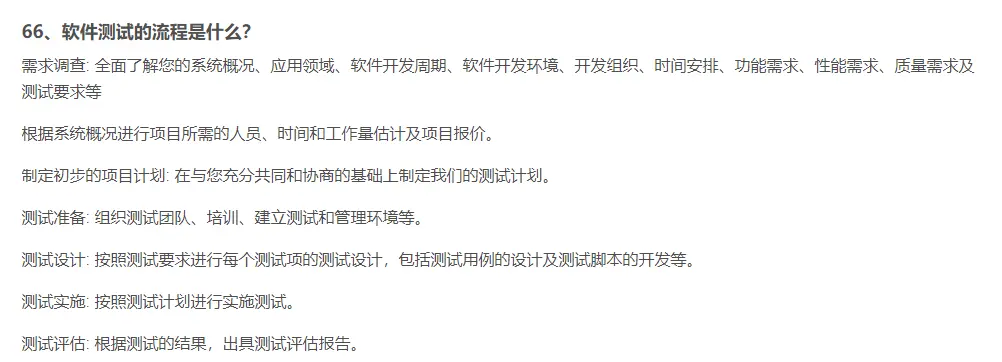 66、软件测试的流程是什么?
需求调查: 全面了解您的系统概况、应用领域、软件开发周期、软件开发环境、开发组织、时间安排、功能需求、性能需求、质量需求及
测试要求等
根据系统概况进行项目所需的人员、时间和工作量估计及项目报价。
制定初步的项目计划: 在与您充分共同和协商的基础上制定我们的测试计划。
测试准备: 组织测试团队、培训、建立测试和管理环境等。
测试设计: 按照测试要求进行每个测试项的测试设计，包括测试用例的设计及测试脚本的开发等。
测试实施: 按照测试计划进行实施测试。
测试评估: 根据测试的结果，出具测试评估报告。